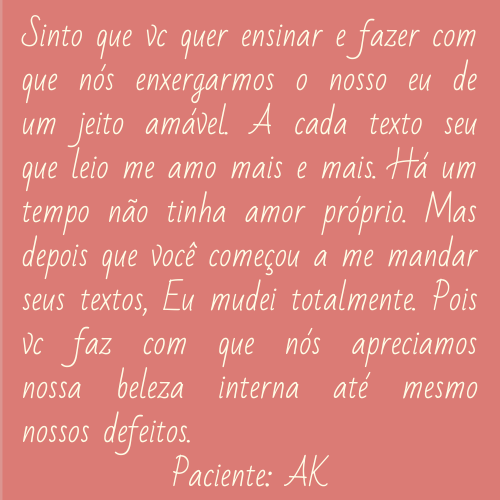 Sinto que vc quer ensinar e fazer com
que nós enxergarmos o nosso eu de
um jeito amável. A cada texto seu
que leio me amo mais e mais. Há um
tempo não tinha amor próprio. Mas
depois que você começou a me mandar
seus textos, Eu mudei totalmente. Pois
vc faz com que nós apreciamos
nossa beleza interna até mesmo
nossos defeitos.
Paciente: AK